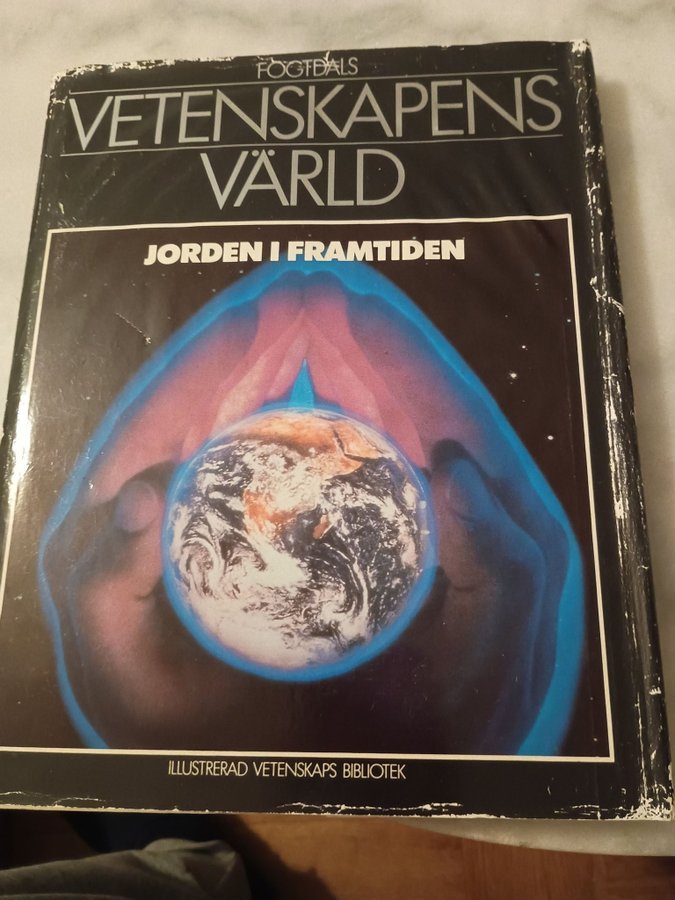 FOGTDALS
VETENSKAPENS
VÄRLD
JORDEN I FRAMTIDEN
ILLUSTRERAD VETENSKAPS BIBLIOTEK